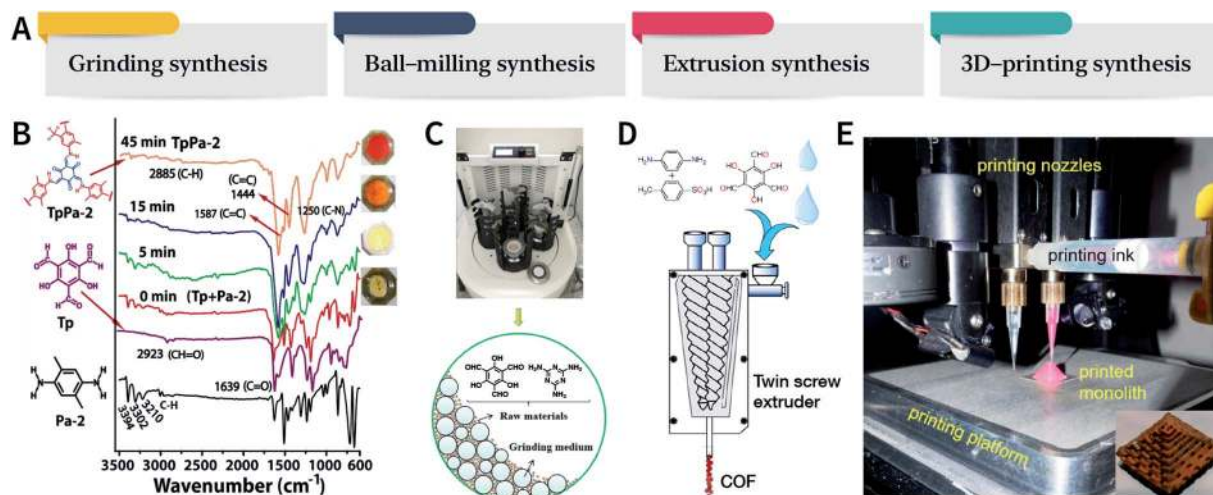 A
Grinding synthesis
Ball–milling synthesis
Extrusion synthesis
3D–printing synthesis
B
45 min TpPa-2
2885 (C-H)
(C=C)
1444
1587 (C=C)
1250 (C-N)
TpPa-2
15 min
5 min
0 min (Tp+Pa-2)
Tp
2923 (CH=O)
1639 (C=O)
Pa-2
3394
3302
3210
C-H
3500 3000 2500 2000 1500 1000 600
Wavenumber (cm⁻¹)
C
Raw materials
Grinding medium
D
Twin screw
extruder
COF
E
printing nozzles
printing ink
printed
monolith
printing platform